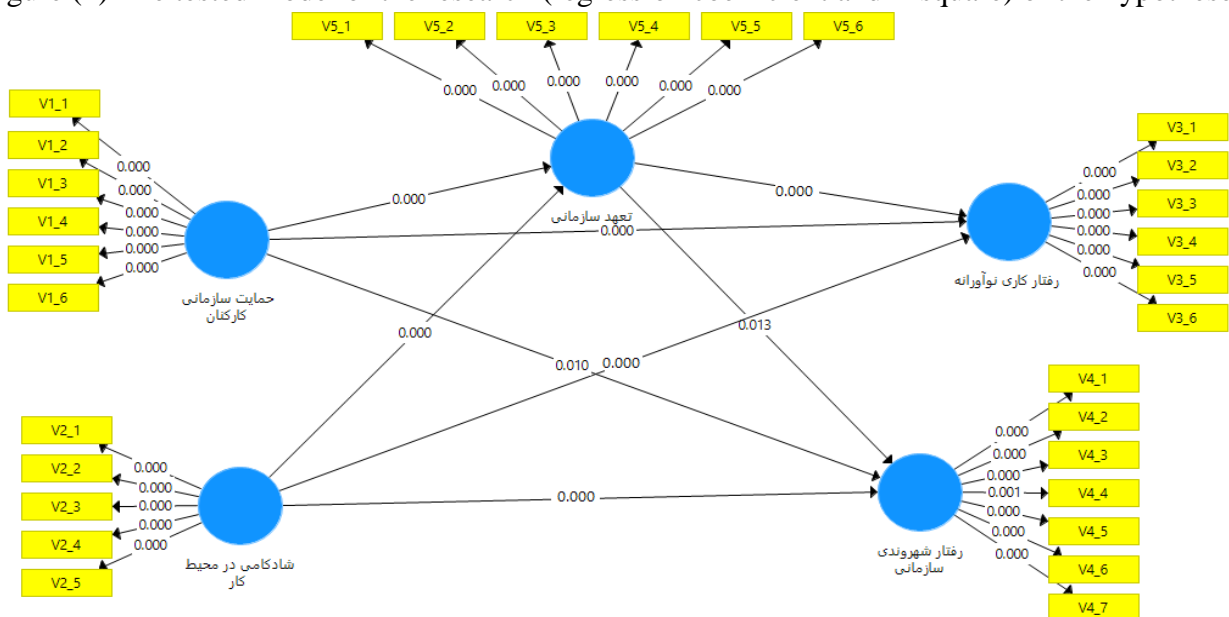 V5_1 V5_2 V5_3 V5_4 V5_5 V5_6
0.000 0.000 0.000 0.000 0.000 0.000
تعهد سازمانی
V1_1
V1_2
V1_3
V1_4
V1_5
V1_6
0.000
0.000
0.000
0.000
0.000
0.000
حمایت سازمانی
کارکنان
V3_1
V3_2
V3_3
V3_4
V3_5
V3_6
0.000
0.000
0.000
0.000
0.000
0.000
رفتار کاری نوآورانه
0.000
0.000
0.000
0.000
0.013
0.010
0.000
0.000
V2_1
V2_2
V2_3
V2_4
V2_5
0.000
0.000
0.000
0.000
0.000
شادکامی در محیط
کار
V4_1
V4_2
V4_3
V4_4
V4_5
V4_6
V4_7
0.000
0.000
0.000
0.001
0.000
0.000
0.000
رفتار شهروندی
سازمانی